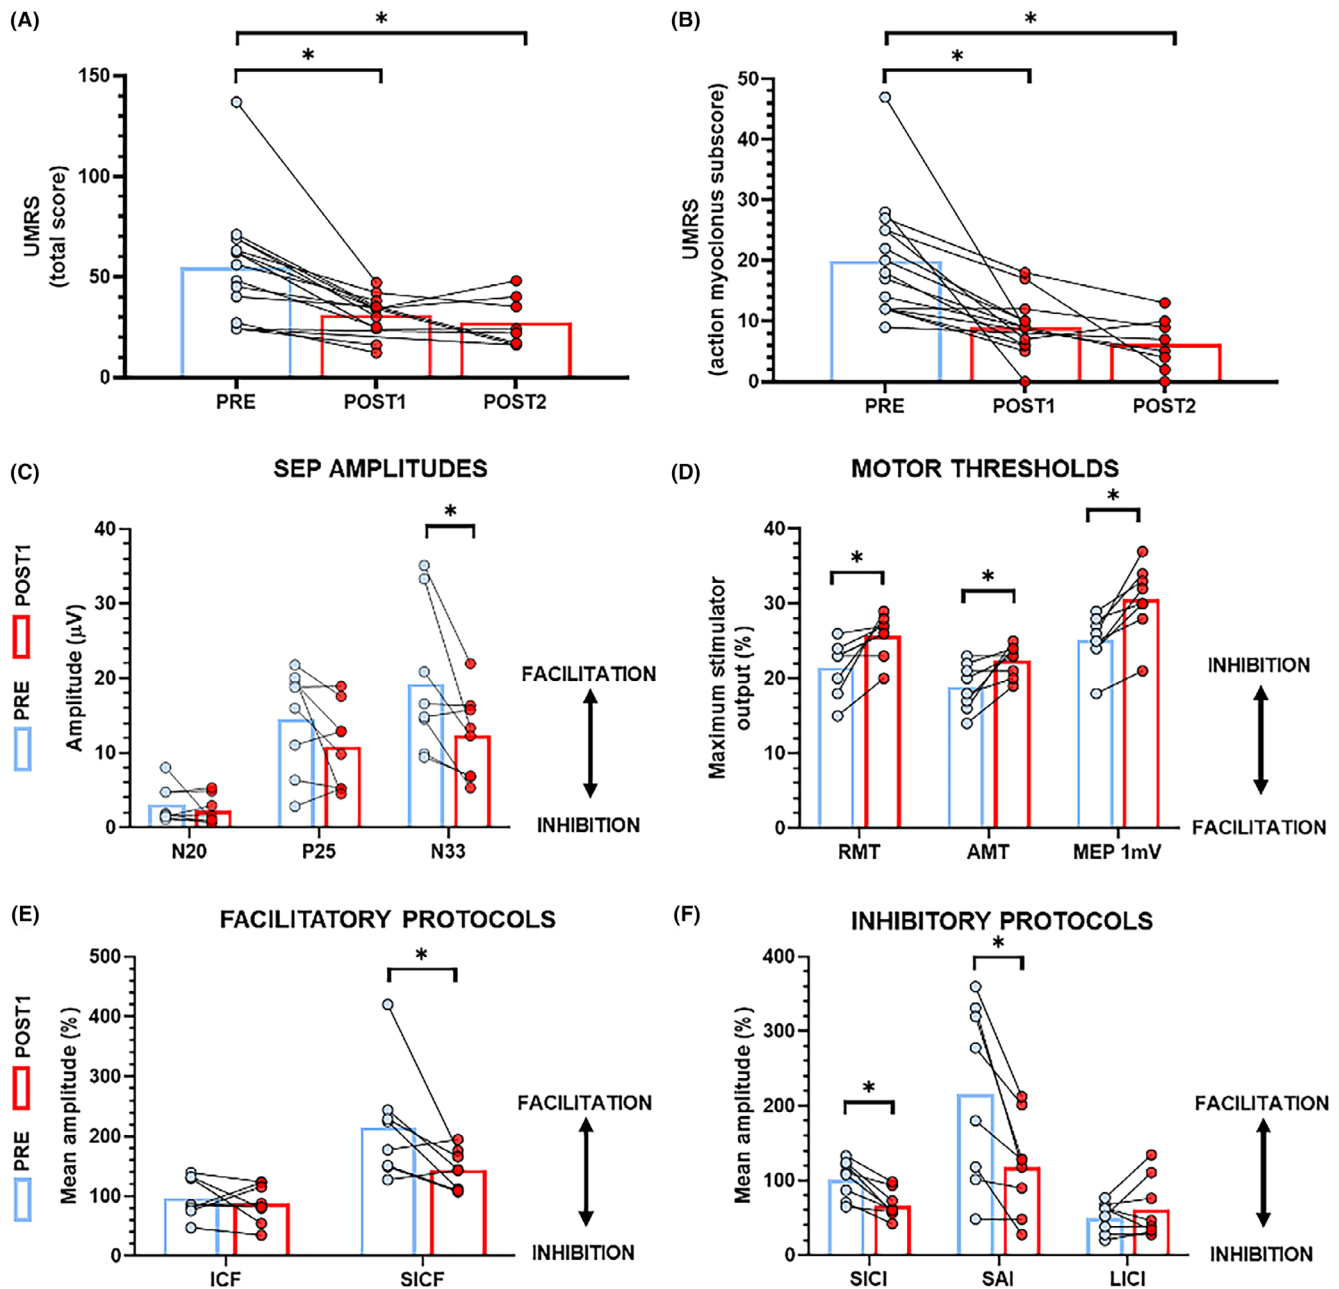 (A)
*
*
UMRS
(total score)
150
100
50
0
PRE POST1 POST2
(B)
*
*
UMRS
(action myoclonus subscore)
50
40
30
20
10
0
PRE POST1 POST2
(C)
SEP AMPLITUDES
PRE POST1
*
Amplitude (μV)
40
30
20
10
0
N20 P25 N33
FACILITATION
INHIBITION
(D)
MOTOR THRESHOLDS
* * *
Maximum stimulator
output (%)
40
30
20
10
0
RMT AMT MEP 1mV
INHIBITION
FACILITATION
(E)
FACILITATORY PROTOCOLS
PRE POST1
*
Mean amplitude (%)
500
400
300
200
100
0
ICF SICF
FACILITATION
INHIBITION
(F)
INHIBITORY PROTOCOLS
* *
Mean amplitude (%)
400
300
200
100
0
SICI SAI LICI
FACILITATION
INHIBITION